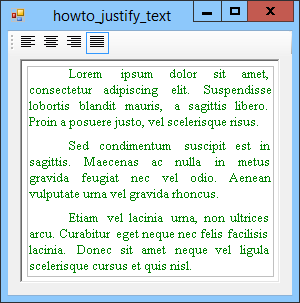 howto_justify_text
Lorem ipsum dolor sit amet,
consectetur adipiscing elit. Suspendisse
lobortis blandit mauris, a sagittis libero.
Proin a posuere justo, vel scelerisque risus.
Sed condimentum suscipit est in
sagittis. Maecenas ac nulla in metus
gravida feugiat nec vel odio. Aenean
vulputate urna vel gravida rhoncus.
Etiam vel lacinia urna, non ultrices
arcu. Curabitur eget neque nec felis facilisis
lacinia. Donec sit amet neque vel ligula
scelerisque cursus et quis nisl.